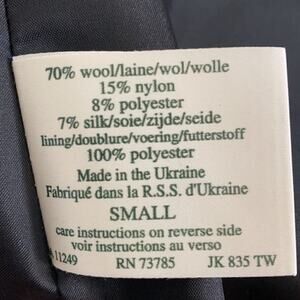 70% wool/laine/wol/wolle
15% nylon
8% polyester
7% silk/soie/zijde/seide
lining/doublure/voering/futterstoff
100% polyester
Made in the Ukraine
Fabriqué dans la R.S.S. d'Ukraine
SMALL
care instructions on reverse side
voir instructions au verso
11249 RN 73785 JK 835 TW